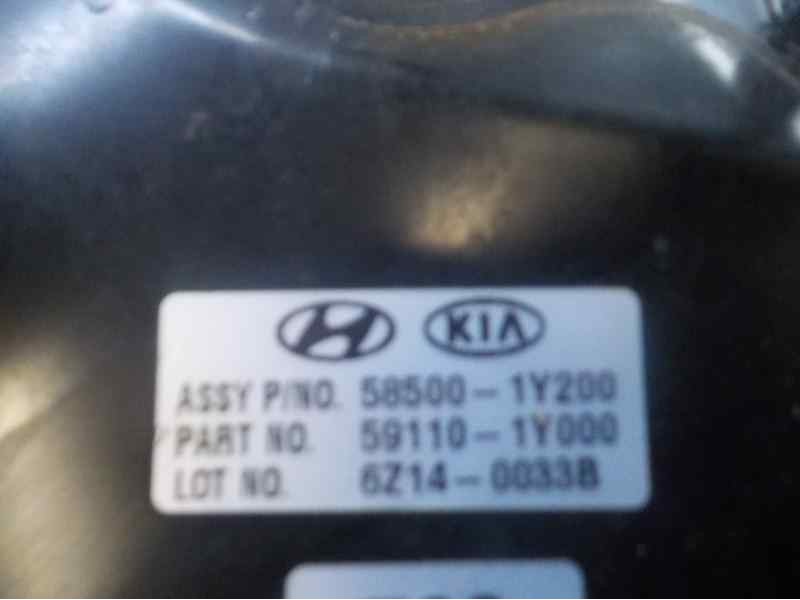 KIA
ASSY P/NO. 58500-1Y200
PART NO. 59110-1Y000
LOT NO. 6Z14-0033B